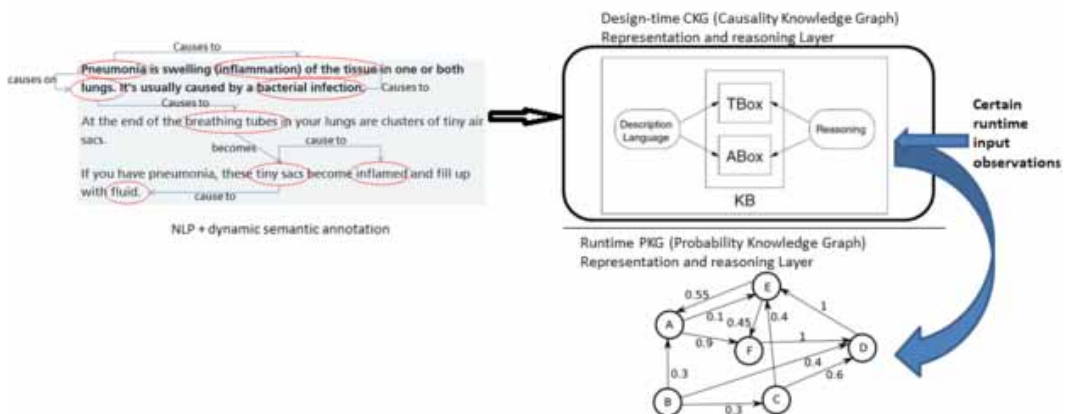 Design-time CKG (Causality Knowledge Graph)
Representation and reasoning Layer
Causes to
Pneumonia is swelling (inflammation) of the tissue in one or both
causes on
lungs. It's usually caused by a bacterial infection.
Causes to
Causes to
At the end of the breathing tubes in your lungs are clusters of tiny air
sacs.
becomes
cause to
If you have pneumonia, these tiny sacs become inflamed and fill up
with fluid.
cause to
NLP + dynamic semantic annotation
TBox
Description
Language
Reasoning
ABox
KB
Certain
runtime
input
observations
Runtime PKG (Probability Knowledge Graph)
Representation and reasoning Layer
E
0.55
0.1
1
A
0.45
0.4
0.9
F
1
D
0.4
0.3
0.6
B
C
0.3